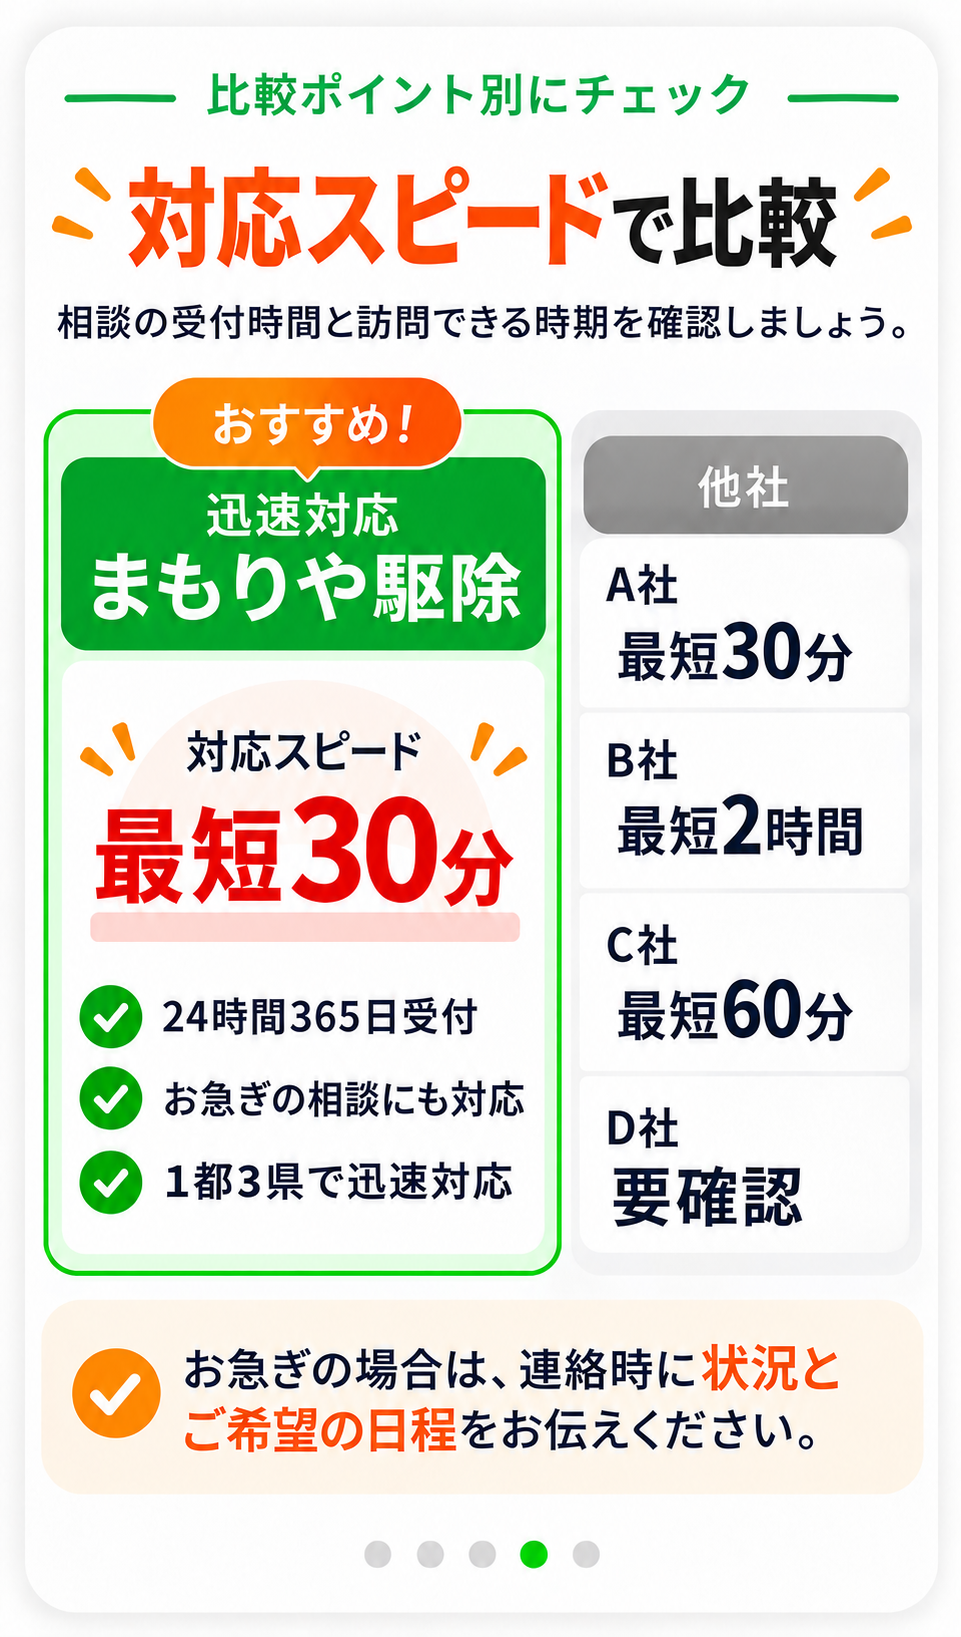 比較ポイント別にチェック
対応スピードで比較
相談の受付時間と訪問できる時期を確認しましょう。
おすすめ！
迅速対応
まもりや駆除
対応スピード
最短30分
24時間365日受付
お急ぎの相談にも対応
1都3県で迅速対応
他社
A社
最短30分
B社
最短2時間
C社
最短60分
D社
要確認
お急ぎの場合は、連絡時に状況と
ご希望の日程をお伝えください。